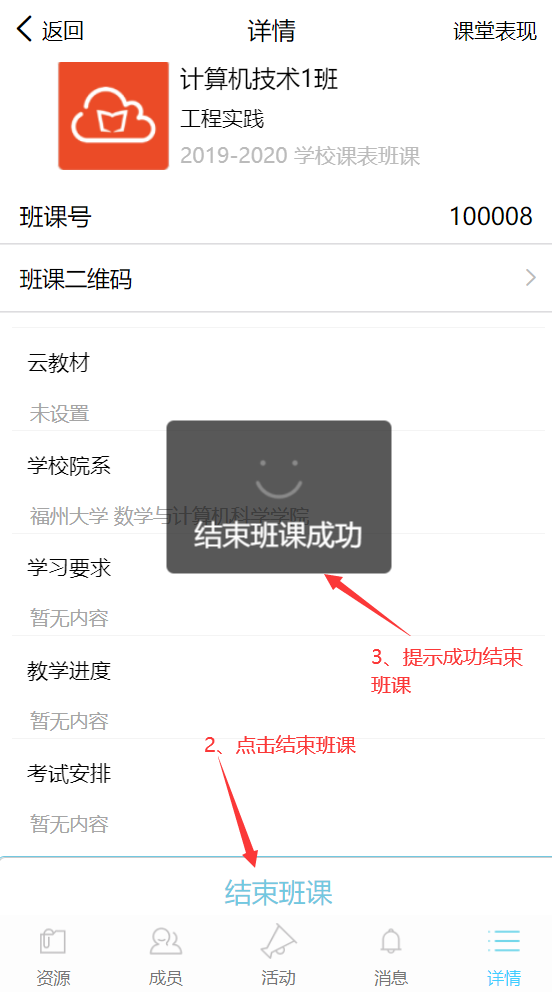 返回 详情 课堂表现
计算机技术1班
工程实践
2019-2020 学校课表班课
班课号 100008
班课二维码
云教材
未设置
学校院系
福州大学 数学与计算机科学学院
结束班课成功
学习要求
暂无内容
3、提示成功结束
班课
教学进度
暂无内容
2、点击结束班课
考试安排
暂无内容
结束班课
资源 成员 活动 消息 详情